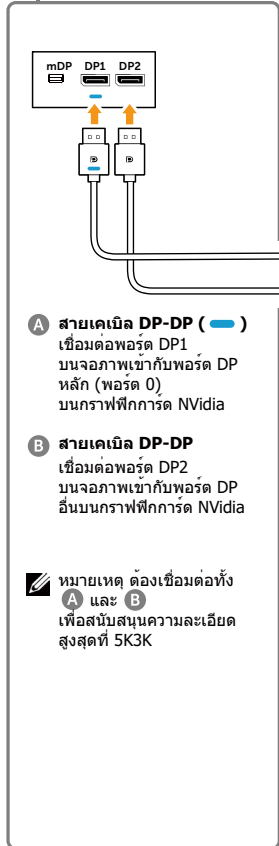 mDP DP1 DP2
A สายเคเบิล DP-DP ( )
เชื่อมต่อพอร์ต DP1
บนจอภาพเข้ากับพอร์ต DP
หลัก (พอร์ต 0)
บนกราฟฟิกการ์ด NVidia
B สายเคเบิล DP-DP
เชื่อมต่อพอร์ต DP2
บนจอภาพเข้ากับพอร์ต DP
อื่นบนกราฟฟิกการ์ด NVidia
หมายเหตุ ต้องเชื่อมต่อทั้ง
A และ B
เพื่อสนับสนุนความละเอียด
สูงสุดที่ 5K3K